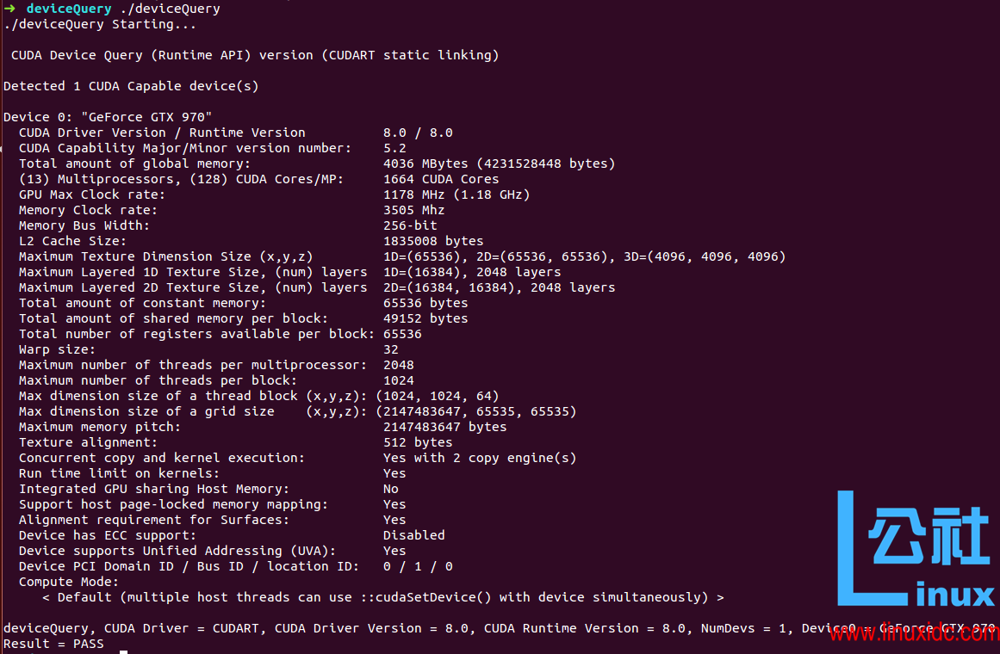 ➜  deviceQuery ./deviceQuery
./deviceQuery Starting...

 CUDA Device Query (Runtime API) version (CUDART static linking)

Detected 1 CUDA Capable device(s)

Device 0: "GeForce GTX 970"
  CUDA Driver Version / Runtime Version          8.0 / 8.0
  CUDA Capability Major/Minor version number:    5.2
  Total amount of global memory:                 4036 MBytes (4231528448 bytes)
  (13) Multiprocessors, (128) CUDA Cores/MP:     1664 CUDA Cores
  GPU Max Clock rate:                            1178 MHz (1.18 GHz)
  Memory Clock rate:                             3505 Mhz
  Memory Bus Width:                              256-bit
  L2 Cache Size:                                 1835008 bytes
  Maximum Texture Dimension Size (x,y,z)         1D=(65536), 2D=(65536, 65536), 3D=(4096, 4096, 4096)
  Maximum Layered 1D Texture Size, (num) layers  1D=(16384), 2048 layers
  Maximum Layered 2D Texture Size, (num) layers  2D=(16384, 16384), 2048 layers
  Total amount of constant memory:               65536 bytes
  Total amount of shared memory per block:       49152 bytes
  Total number of registers available per block: 65536
  Warp size:                                     32
  Maximum number of threads per multiprocessor:  2048
  Maximum number of threads per block:           1024
  Max dimension size of a thread block (x,y,z): (1024, 1024, 64)
  Max dimension size of a grid size    (x,y,z): (2147483647, 65535, 65535)
  Maximum memory pitch:                          2147483647 bytes
  Texture alignment:                             512 bytes
  Concurrent copy and kernel execution:          Yes with 2 copy engine(s)
  Run time limit on kernels:                     Yes
  Integrated GPU sharing Host Memory:            No
  Support host page-locked memory mapping:       Yes
  Alignment requirement for Surfaces:            Yes
  Device has ECC support:                        Disabled
  Device supports Unified Addressing (UVA):      Yes
  Device PCI Domain ID / Bus ID / location ID:   0 / 1 / 0
  Compute Mode:
     < Default (multiple host threads can use ::cudaSetDevice() with device simultaneously) >

deviceQuery, CUDA Driver = CUDART, CUDA Driver Version = 8.0, CUDA Runtime Version = 8.0, NumDevs = 1, Device0 = GeForce GTX 970
Result = PASS
公社
Linux
www.linuxidc.com